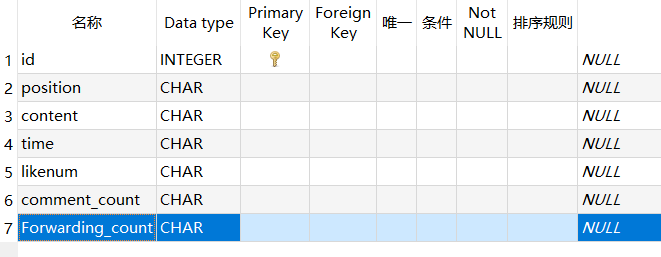 名称 Data type Primary Key Foreign Key 唯一 条件 Not NULL 排序规则
1 id INTEGER NULL
2 position CHAR NULL
3 content CHAR NULL
4 time CHAR NULL
5 likenum CHAR NULL
6 comment_count CHAR NULL
7 Forwarding_count CHAR NULL